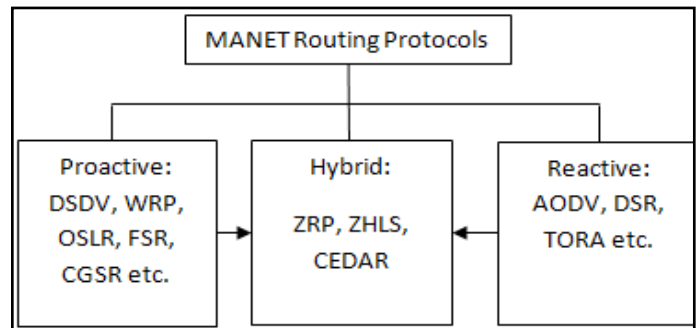 MANET Routing Protocols
Proactive:
DSDV, WRP,
OSLR, FSR,
CGSR etc.
Hybrid:
ZRP, ZHLS,
CEDAR
Reactive:
AODV, DSR,
TORA etc.